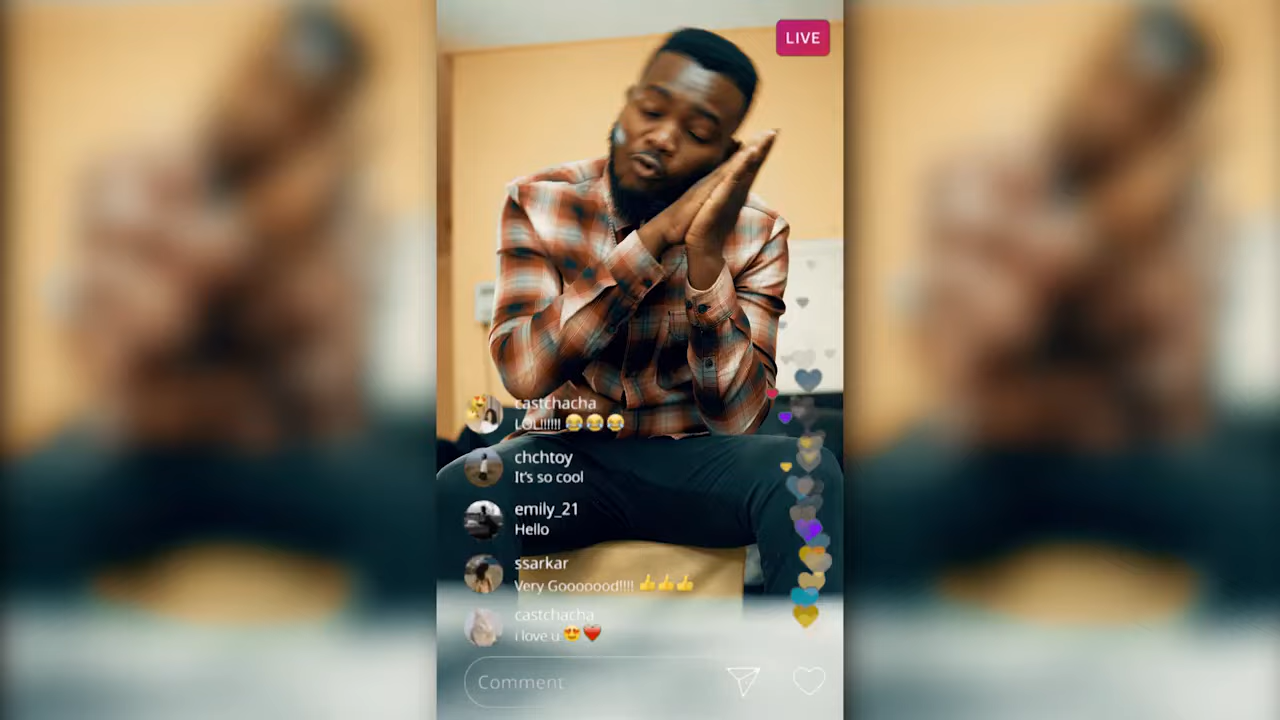 LIVE
castchacha
LOL!!!!!! 😂😂😂
chchtoy
It's so cool
emily_21
Hello
ssarkar
Very Gooooood!!!! 👍👍👍
castchacha
i love u 😍❤️
Comment